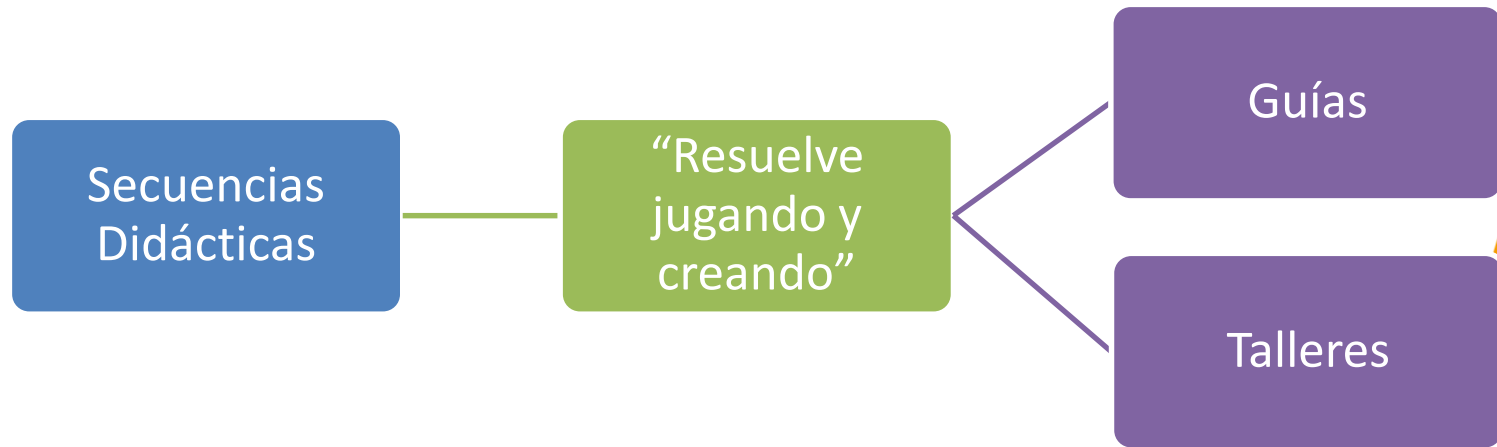 Secuencias
Didácticas
“Resuelve
jugando y
creando”
Guías
Talleres